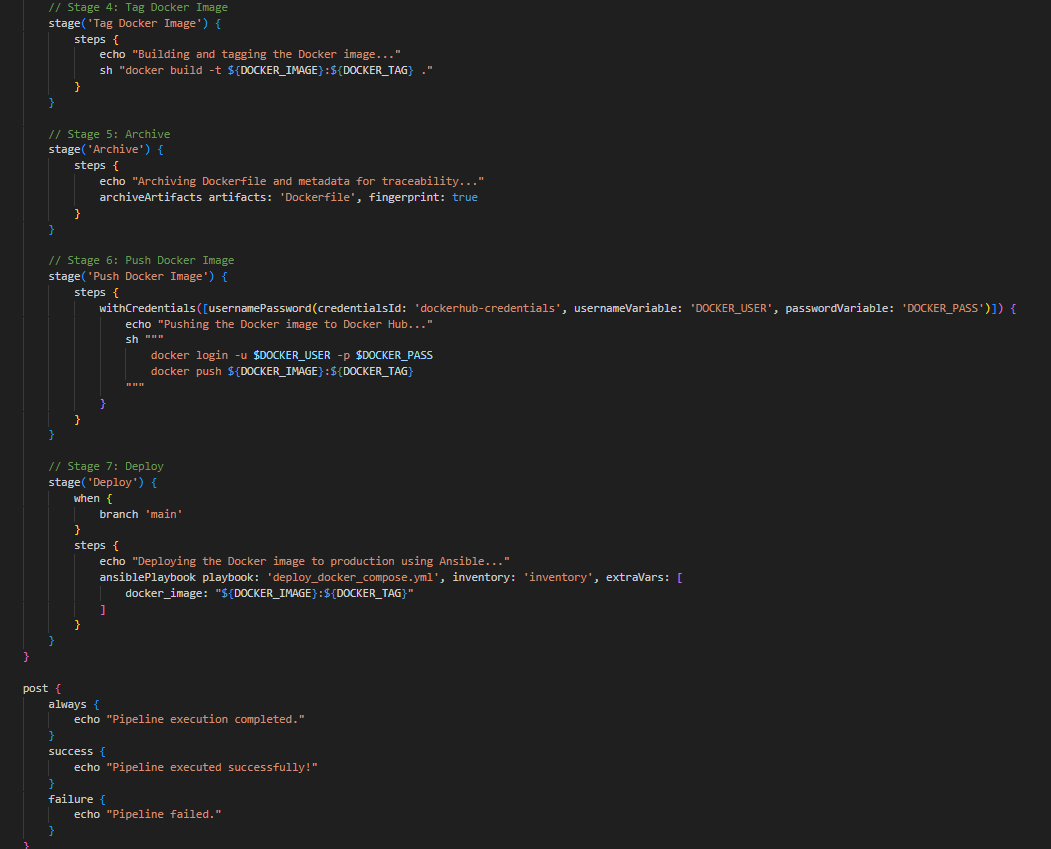 // Stage 4: Tag Docker Image
stage('Tag Docker Image') {
steps {
echo "Building and tagging the Docker image..."
sh "docker build -t ${DOCKER_IMAGE}:${DOCKER_TAG} ."
}
}
// Stage 5: Archive
stage('Archive') {
steps {
echo "Archiving Dockerfile and metadata for traceability..."
archiveArtifacts artifacts: 'Dockerfile', fingerprint: true
}
}
// Stage 6: Push Docker Image
stage('Push Docker Image') {
steps {
withCredentials([usernamePassword(credentialsId: 'dockerhub-credentials', usernameVariable: 'DOCKER_USER', passwordVariable: 'DOCKER_PASS')]) {
echo "Pushing the Docker image to Docker Hub..."
sh """
docker login -u $DOCKER_USER -p $DOCKER_PASS
docker push ${DOCKER_IMAGE}:${DOCKER_TAG}
"""
}
}
}
// Stage 7: Deploy
stage('Deploy') {
when {
branch 'main'
}
steps {
echo "Deploying the Docker image to production using Ansible..."
ansiblePlaybook playbook: 'deploy_docker_compose.yml', inventory: 'inventory', extraVars: [
docker_image: "${DOCKER_IMAGE}:${DOCKER_TAG}"
]
}
}
}
post {
always {
echo "Pipeline execution completed."
}
success {
echo "Pipeline executed successfully!"
}
failure {
echo "Pipeline failed."
}
}